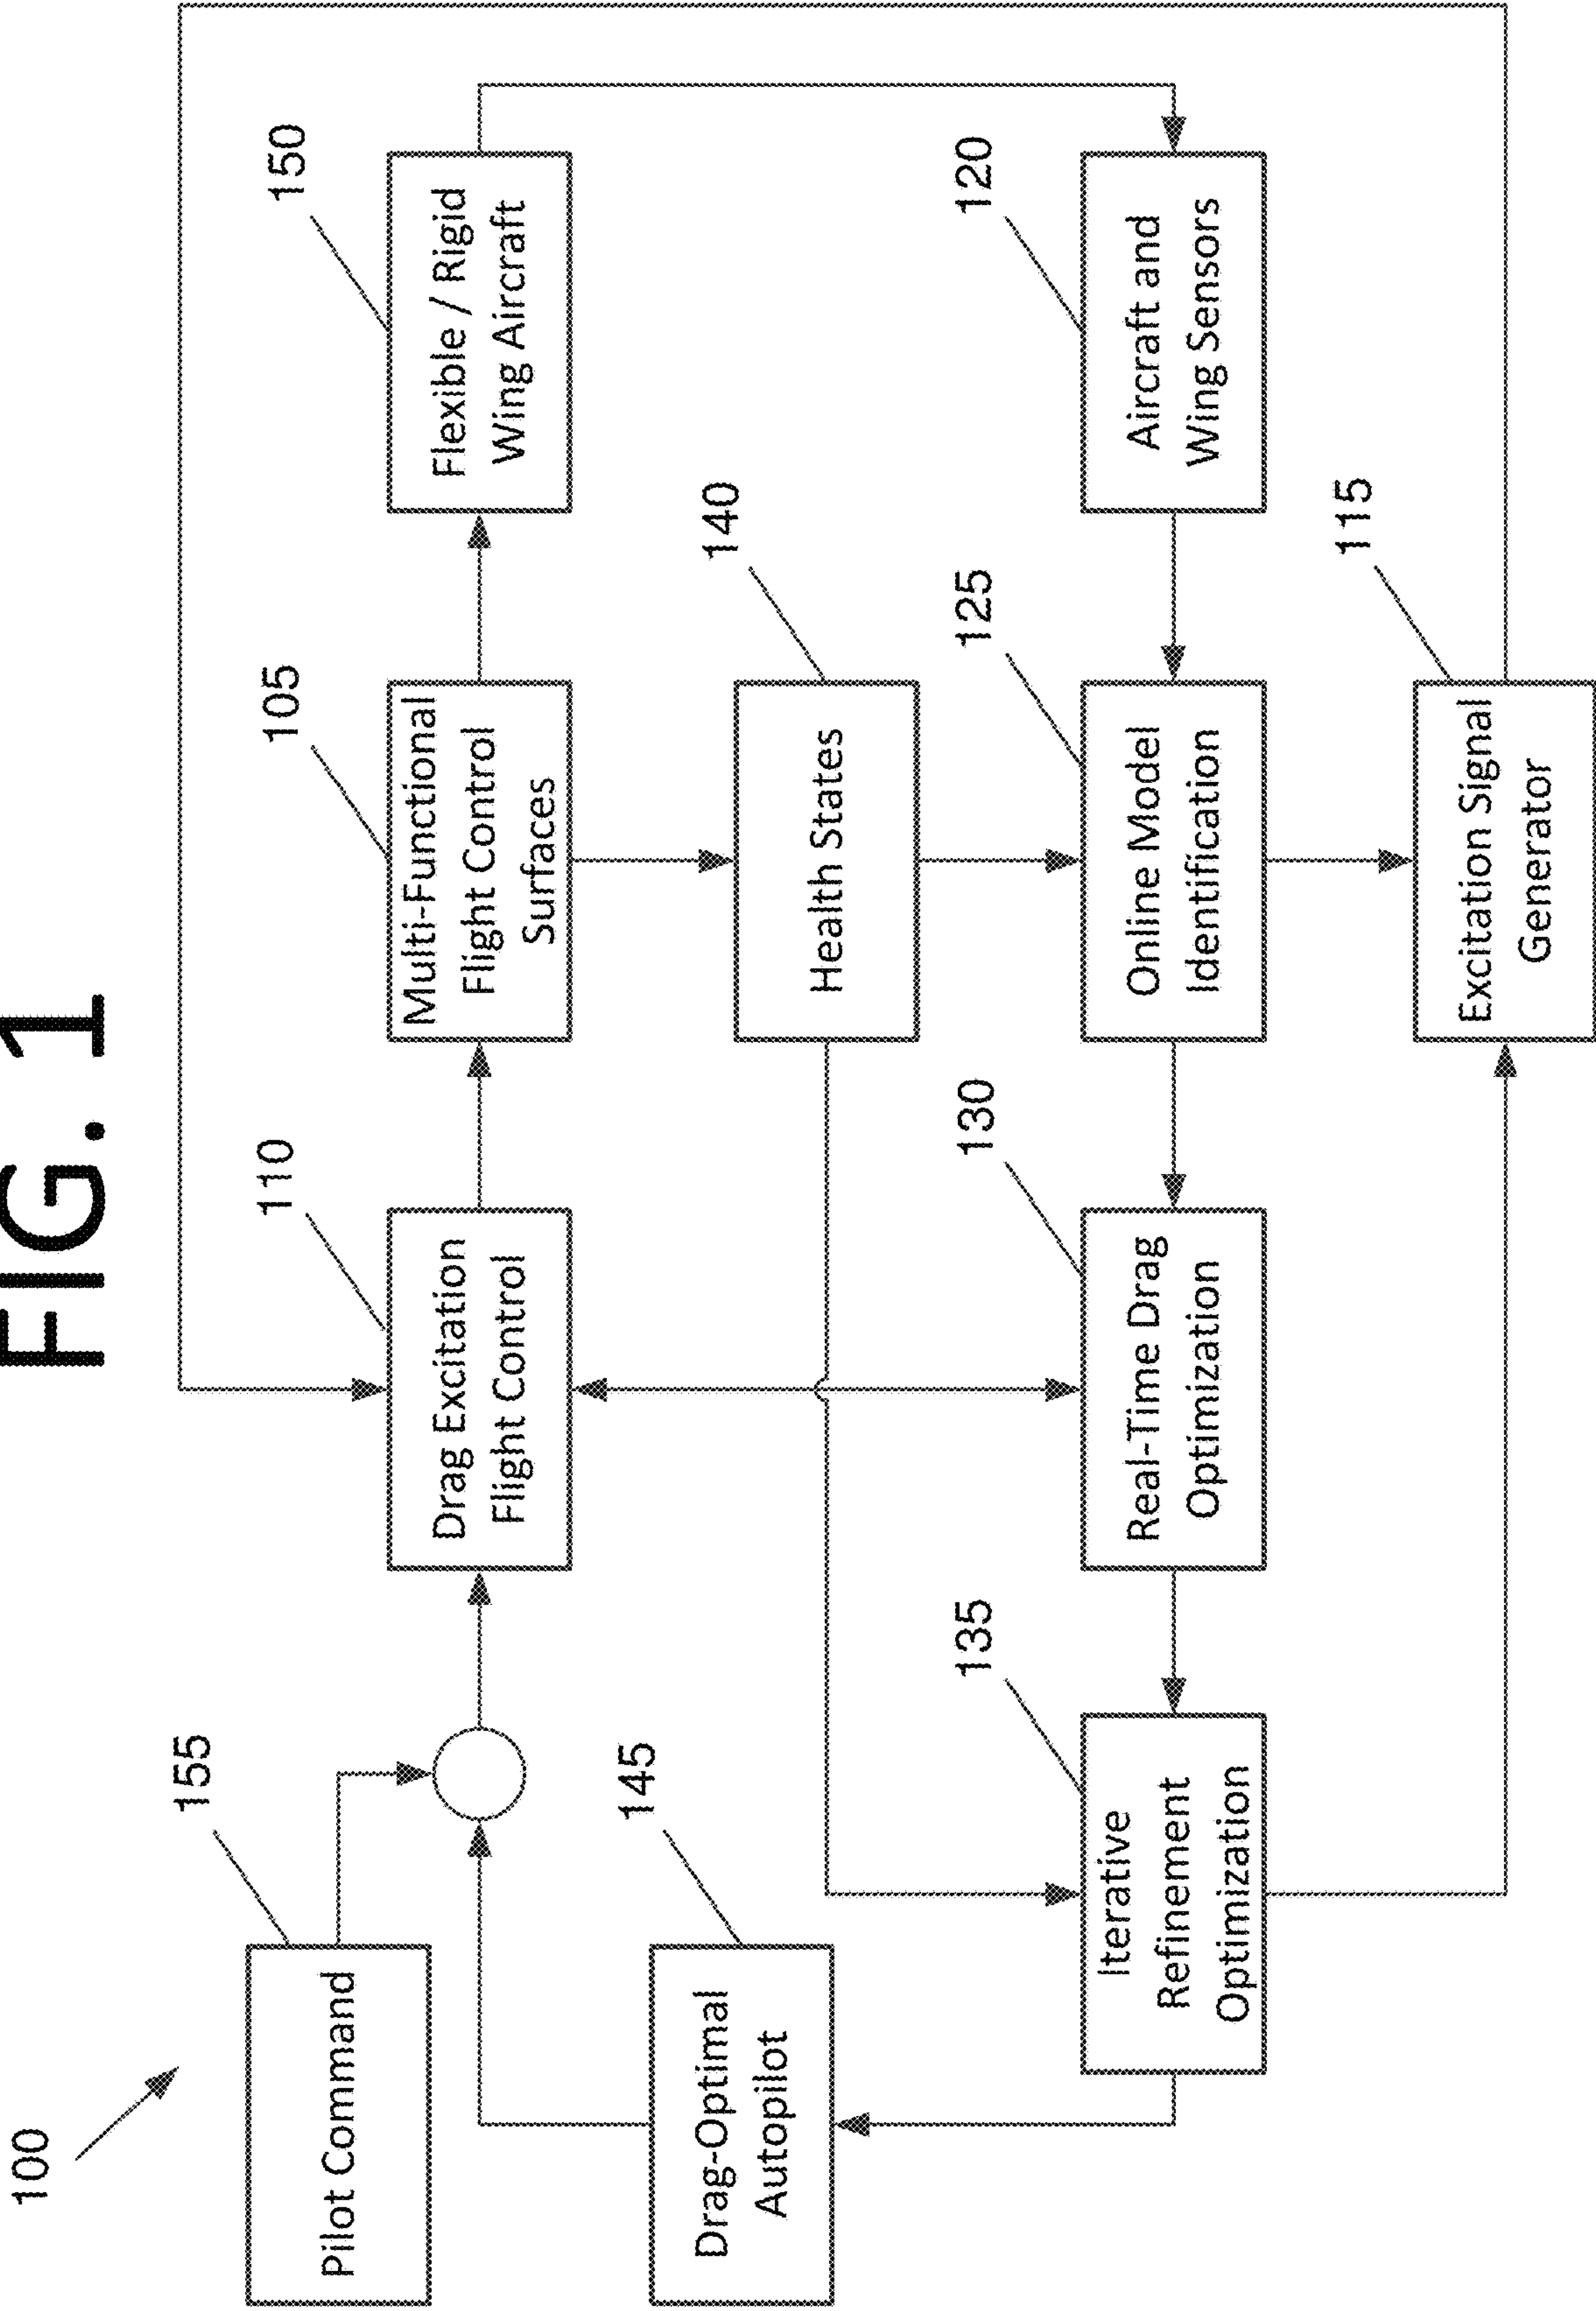 FIG. 1
100
155
Pilot Command
110
Drag Excitation
Flight Control
105
Multi-Functional
Flight Control
Surfaces
150
Flexible / Rigid
Wing Aircraft
145
Drag-Optimal
Autopilot
140
Health States
135
Iterative
Refinement
Optimization
130
Real-Time Drag
Optimization
125
Online Model
Identification
120
Aircraft and
Wing Sensors
115
Excitation Signal
Generator